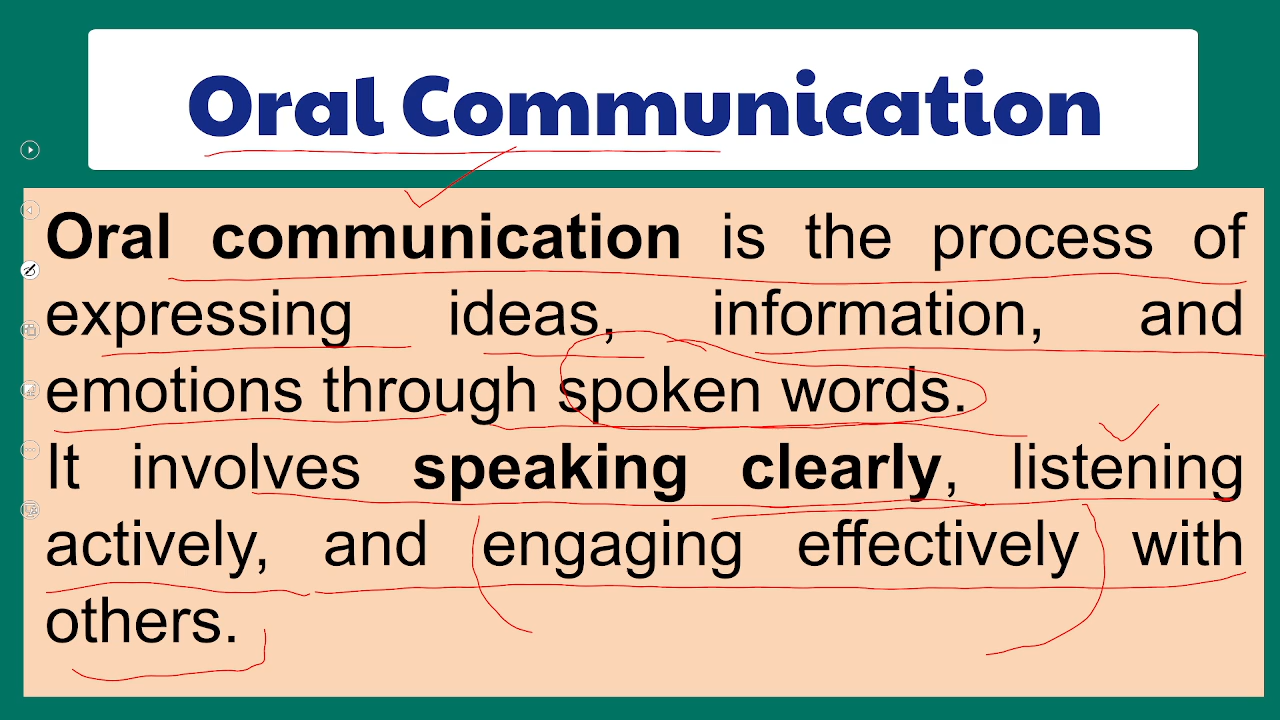 Oral Communication
Oral communication is the process of
expressing ideas, information, and
emotions through spoken words.
It involves speaking clearly, listening
actively, and engaging effectively with
others.